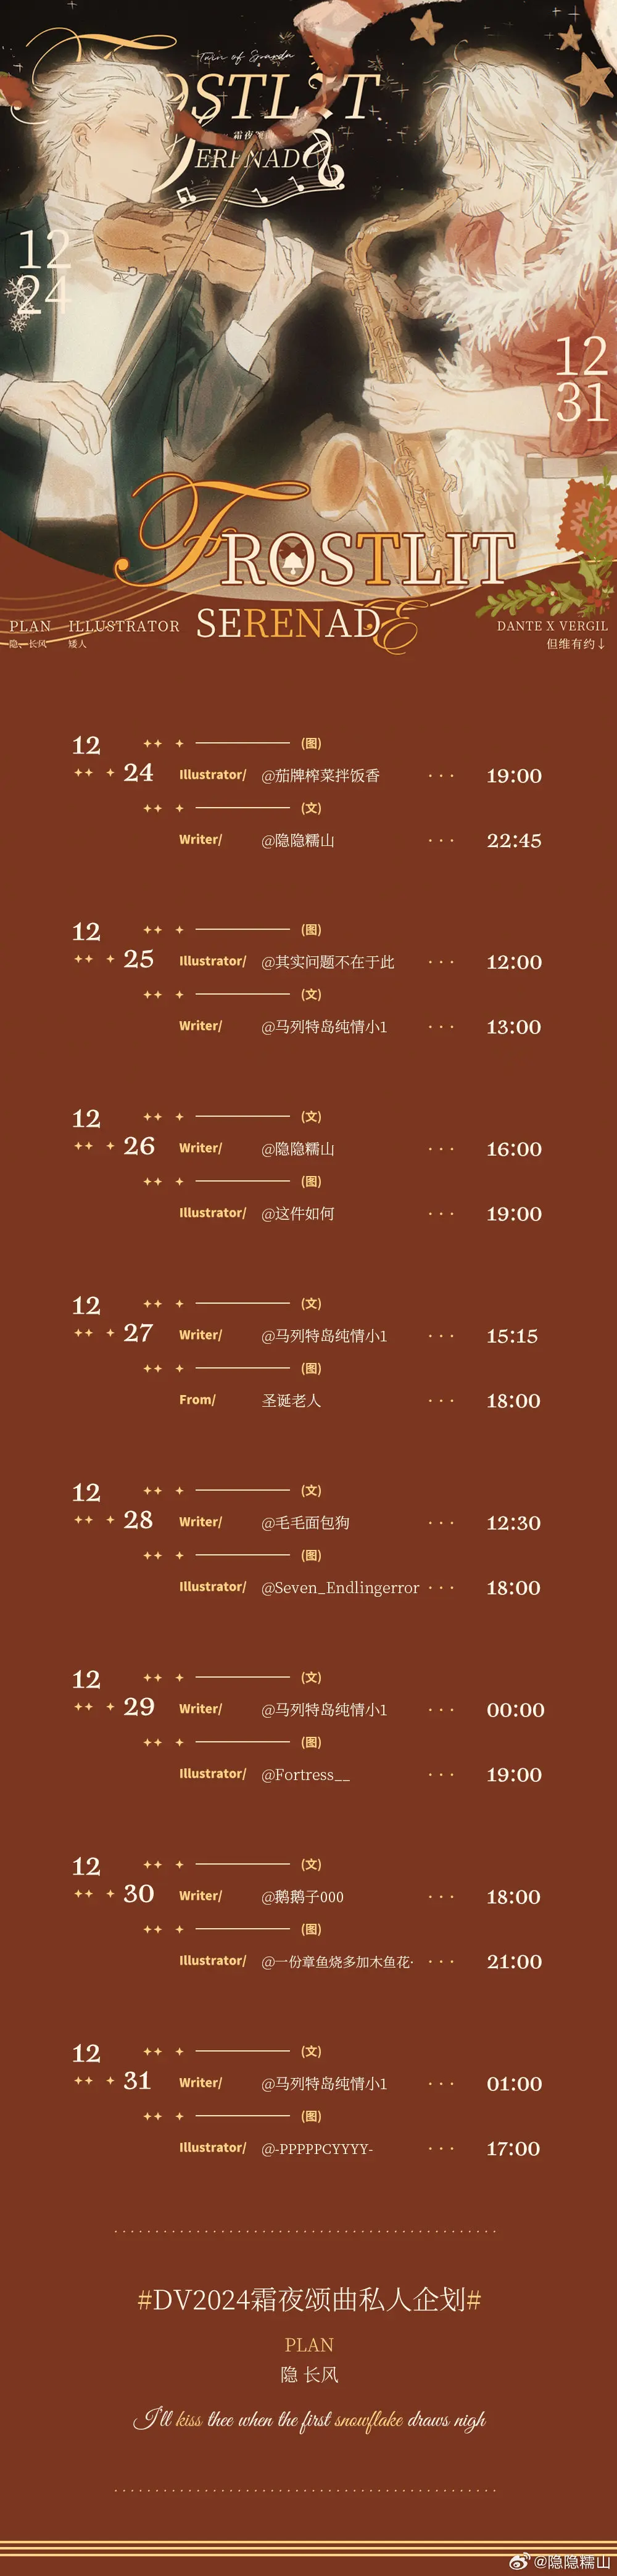 Twin of Sparda
FROSTLIT
霜夜颂曲
SERENADE
12
24
12
31
FROSTLIT
SERENADE
PLAN ILLUSTRATOR
隐、长风 矮人
DANTE X VERGIL
但维有约↓
12
24
(图)
Illustrator/ @茄牌榨菜拌饭香 ··· 19:00
(文)
Writer/ @隐隐糯山 ··· 22:45
12
25
(图)
Illustrator/ @其实问题不在于此 ··· 12:00
(文)
Writer/ @马列特岛纯情小1 ··· 13:00
12
26
(文)
Writer/ @隐隐糯山 ··· 16:00
(图)
Illustrator/ @这件如何 ··· 19:00
12
27
(文)
Writer/ @马列特岛纯情小1 ··· 15:15
(图)
From/ 圣诞老人 ··· 18:00
12
28
(文)
Writer/ @毛毛面包狗 ··· 12:30
(图)
Illustrator/ @Seven_Endlingerror ··· 18:00
12
29
(文)
Writer/ @马列特岛纯情小1 ··· 00:00
(图)
Illustrator/ @Fortress__ ··· 19:00
12
30
(文)
Writer/ @鹅鹅子000 ··· 18:00
(图)
Illustrator/ @一份章鱼烧多加木鱼花· ··· 21:00
12
31
(文)
Writer/ @马列特岛纯情小1 ··· 01:00
(图)
Illustrator/ @-PPPPPCYYYY- ··· 17:00
#DV2024霜夜颂曲私人企划#
PLAN
隐 长风
I'll kiss thee when the first snowflake draws nigh
@隐隐糯山